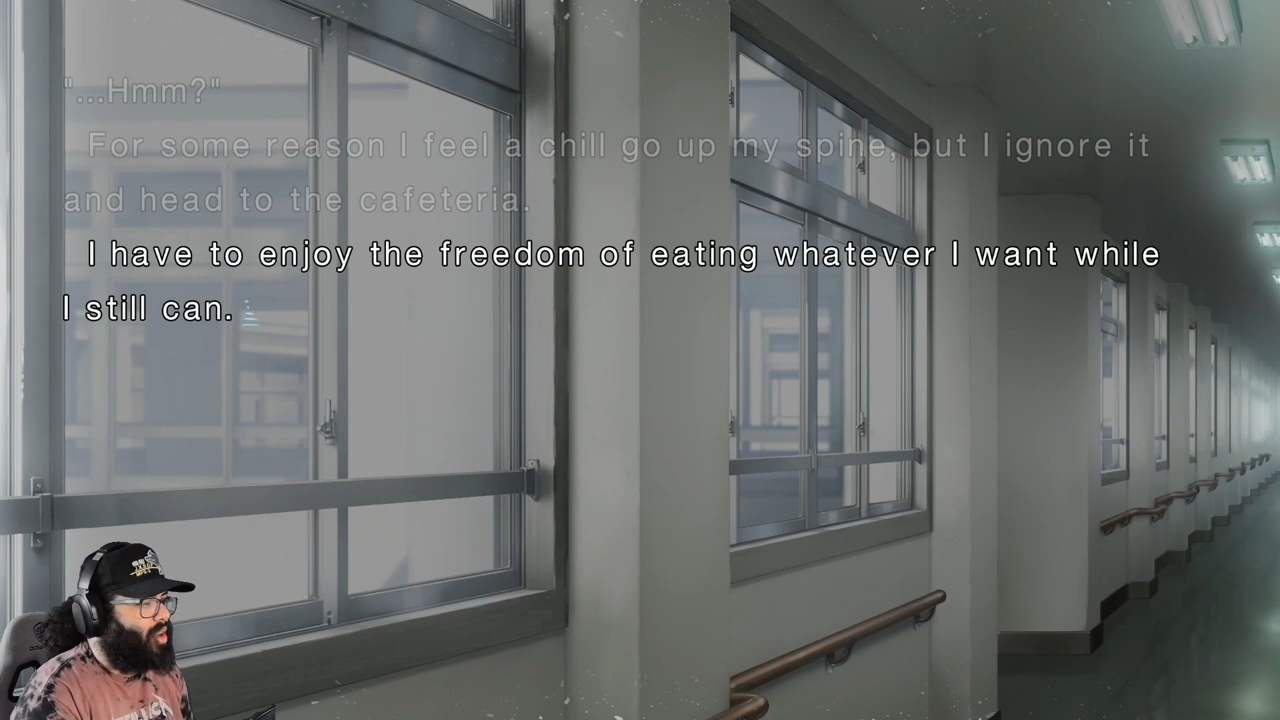 "...Hmm?"
For some reason I feel a chill go up my spine, but I ignore it
and head to the cafeteria.
I have to enjoy the freedom of eating whatever I want while
I still can.